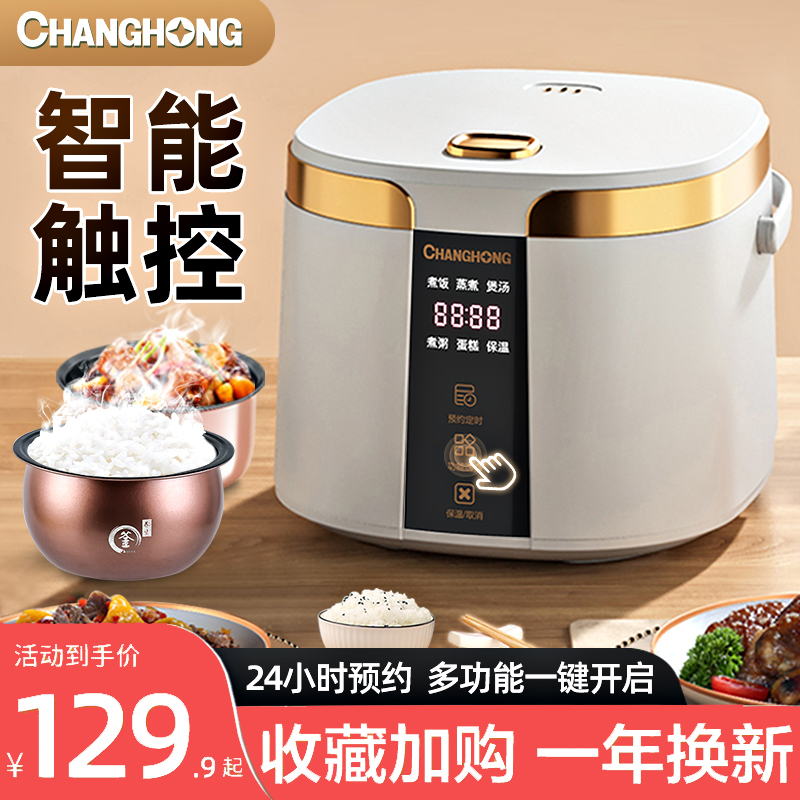 CHANGHONG
智能
触控
CHANGHONG
煮饭 蒸煮 煲汤
88:88
煮粥 蛋糕 保温
预约定时
保温/取消
釜
活动到手价
¥129.9起
24小时预约 多功能一键开启
收藏加购 一年换新